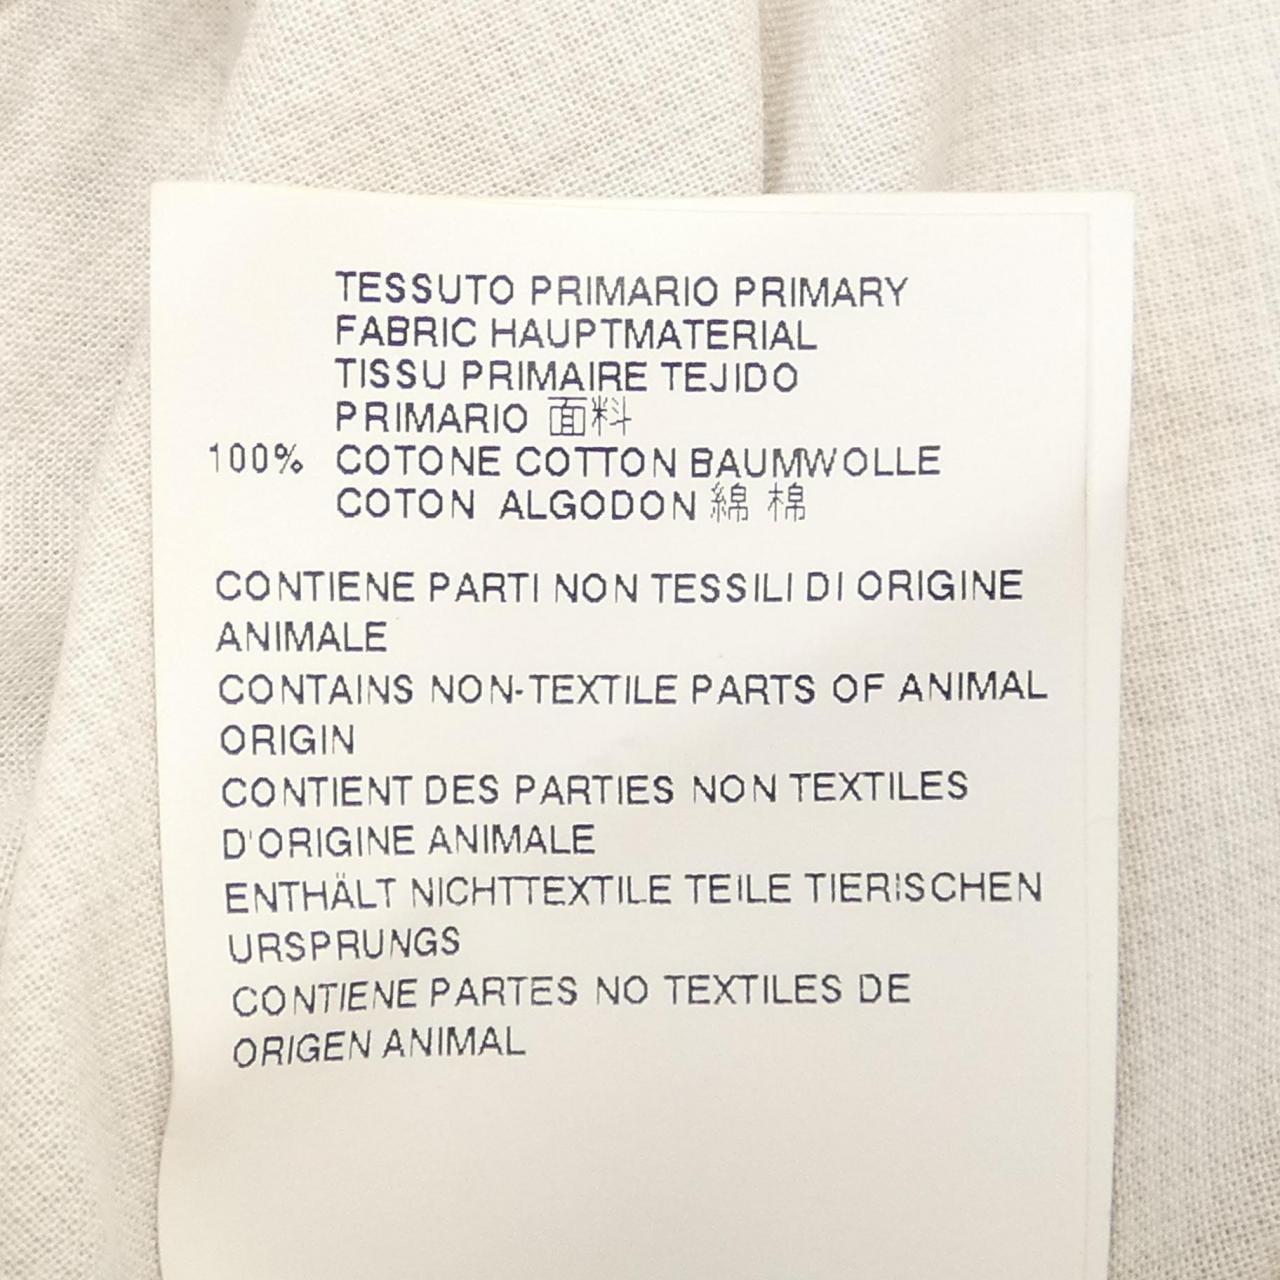 TESSUTO PRIMARIO PRIMARY
FABRIC HAUPTMATERIAL
TISSU PRIMAIRE TEJIDO
PRIMARIO 面料
100% COTONE COTTON BAUMWOLLE
COTON ALGODON 綿 棉
CONTIENE PARTI NON TESSILI DI ORIGINE
ANIMALE
CONTAINS NON-TEXTILE PARTS OF ANIMAL
ORIGIN
CONTIENT DES PARTIES NON TEXTILES
D'ORIGINE ANIMALE
ENTHÄLT NICHTTEXTILE TEILE TIERISCHEN
URSPRUNGS
CONTIENE PARTES NO TEXTILES DE
ORIGEN ANIMAL